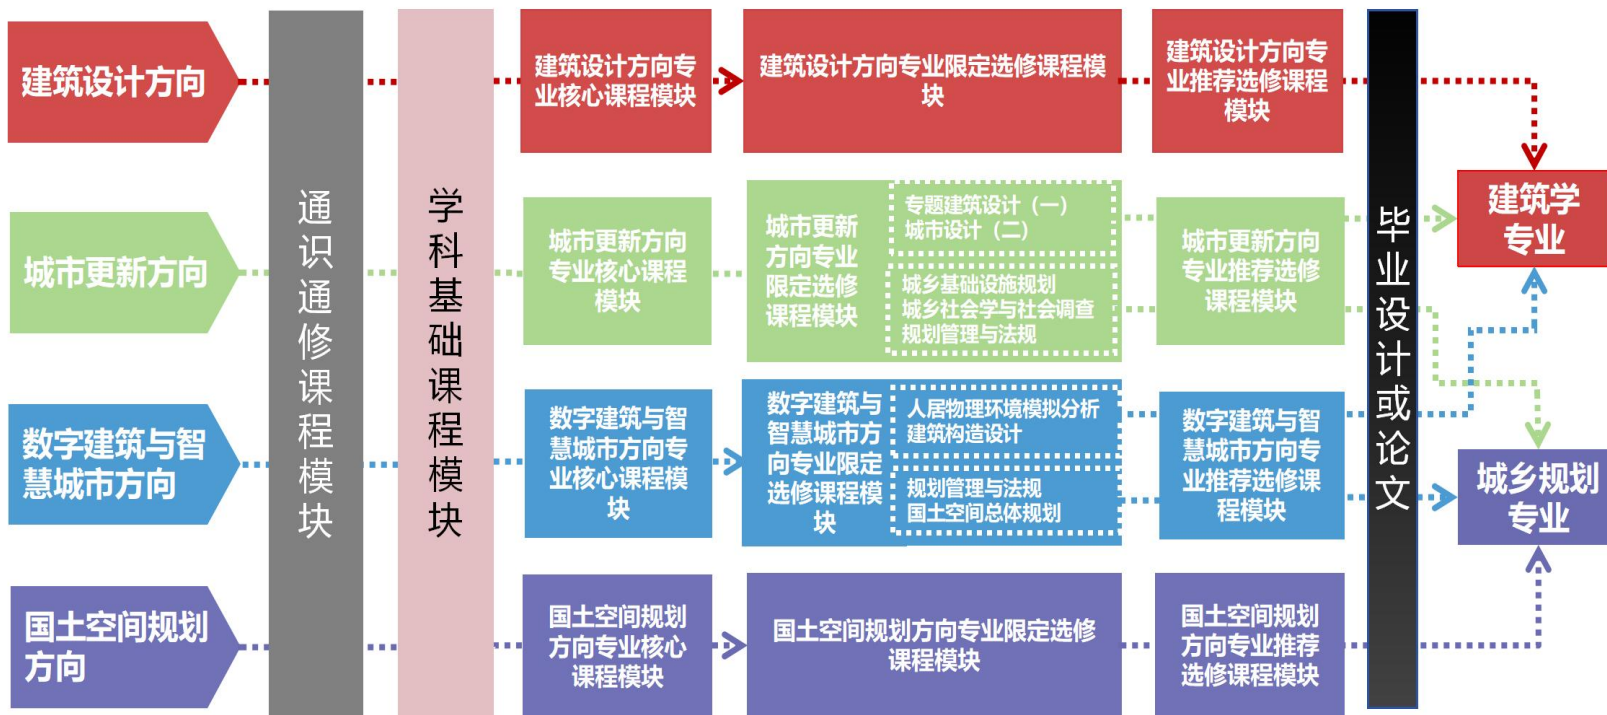 建筑设计方向
通识通修课程模块
学科基础课程模块
建筑设计方向专
业核心课程模块
建筑设计方向专业限定选修课程模
块
建筑设计方向专
业推荐选修课程
模块
毕业设计或论文
建筑学
专业
城市更新方向
城市更新方向
专业核心课程
模块
城市更新
方向专业
限定选修
课程模块
专题建筑设计（一）
城市设计（二）
城乡基础设施规划
城乡社会学与社会调查
规划管理与法规
城市更新方向
专业推荐选修
课程模块
数字建筑与智
慧城市方向
数字建筑与智
慧城市方向专
业核心课程模
块
数字建筑与
智慧城市方
向专业限定
选修课程模
块
人居物理环境模拟分析
建筑构造设计
规划管理与法规
国土空间总体规划
数字建筑与智
慧城市方向专
业推荐选修课
程模块
城乡规划
专业
国土空间规划
方向
国土空间规划
方向专业核心
课程模块
国土空间规划方向专业限定选修
课程模块
国土空间规划
方向专业推荐
选修课程模块